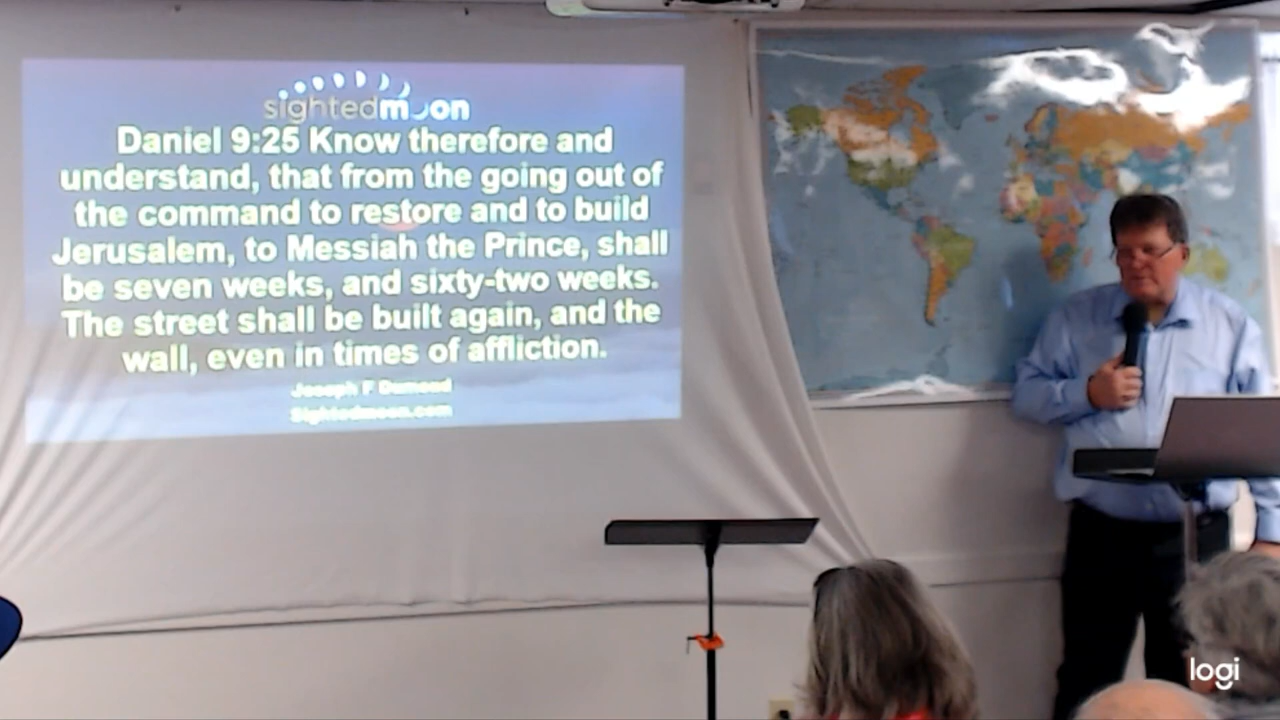 sightedmoon
Daniel 9:25 Know therefore and
understand, that from the going out of
the command to restore and to build
Jerusalem, to Messiah the Prince, shall
be seven weeks, and sixty-two weeks.
The street shall be built again, and the
wall, even in times of affliction.
Joseph F Dumond
Sightedmoon.com
logi